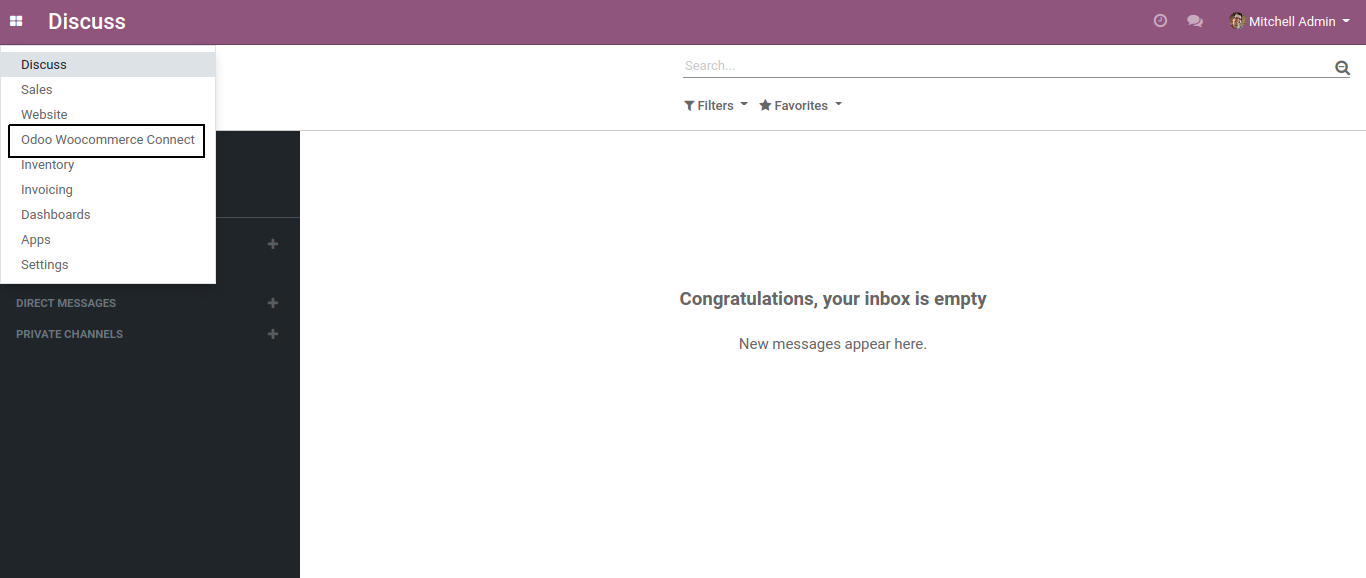 Discuss
Mitchell Admin
Discuss
Sales
Website
Odoo Woocommerce Connect
Inventory
Invoicing
Dashboards
Apps
Settings
Search...
Filters
Favorites
DIRECT MESSAGES
PRIVATE CHANNELS
Congratulations, your inbox is empty
New messages appear here.